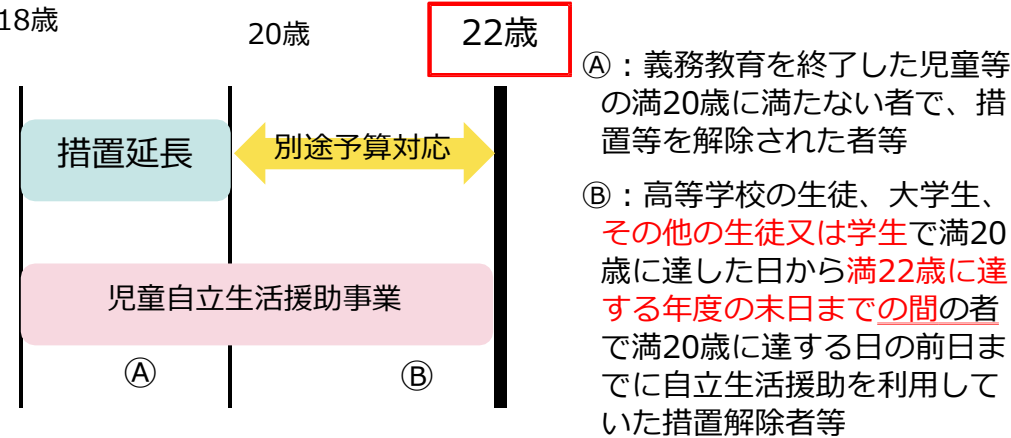 18歳
20歳
22歳
措置延長
別途予算対応
児童自立生活援助事業
Ⓐ
Ⓑ
Ⓐ：義務教育を終了した児童等
の満20歳に満たない者で、措
置等を解除された者等
Ⓑ：高等学校の生徒、大学生、
その他の生徒又は学生で満20
歳に達した日から満22歳に達
する年度の末日までの間の者
で満20歳に達する日の前日ま
でに自立生活援助を利用して
いた措置解除者等